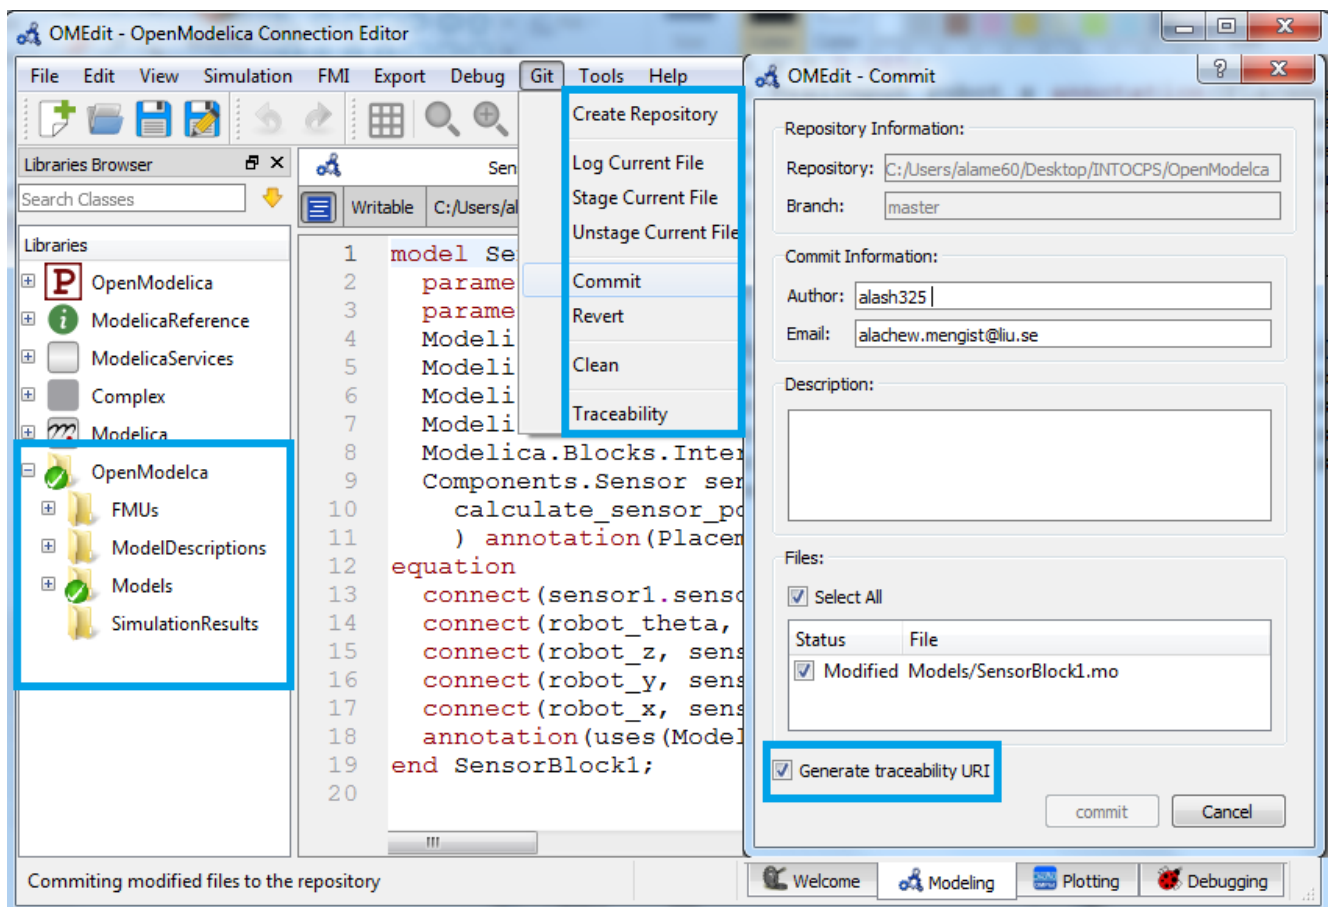 OMEdit - OpenModelica Connection Editor
File Edit View Simulation FMI Export Debug Git Tools Help
Libraries Browser
Search Classes
Libraries
P OpenModelica
i ModelicaReference
ModelicaServices
Complex
Modelica
OpenModelca
FMUs
ModelDescriptions
Models
SimulationResults
Sen
Writable C:/Users/al
1 model Se
2 parame
3 parame
4 Modeli
5 Modeli
6 Modeli
7 Modeli
8 Modelica.Blocks.Inter
9 Components.Sensor sen
10 calculate_sensor_po
11 ) annotation(Placem
12 equation
13 connect(sensor1.senso
14 connect(robot_theta,
15 connect(robot_z, sens
16 connect(robot_y, sens
17 connect(robot_x, sens
18 annotation(uses(Model
19 end SensorBlock1;
20
Create Repository
Log Current File
Stage Current File
Unstage Current File
Commit
Revert
Clean
Traceability
OMEdit - Commit
Repository Information:
Repository: C:/Users/alame60/Desktop/INTOCPS/OpenModelca
Branch: master
Commit Information:
Author: alash325
Email: alachew.mengist@liu.se
Description:
Files:
Select All
Status File
Modified Models/SensorBlock1.mo
Generate traceability URI
commit Cancel
Commiting modified files to the repository
Welcome Modeling Plotting Debugging